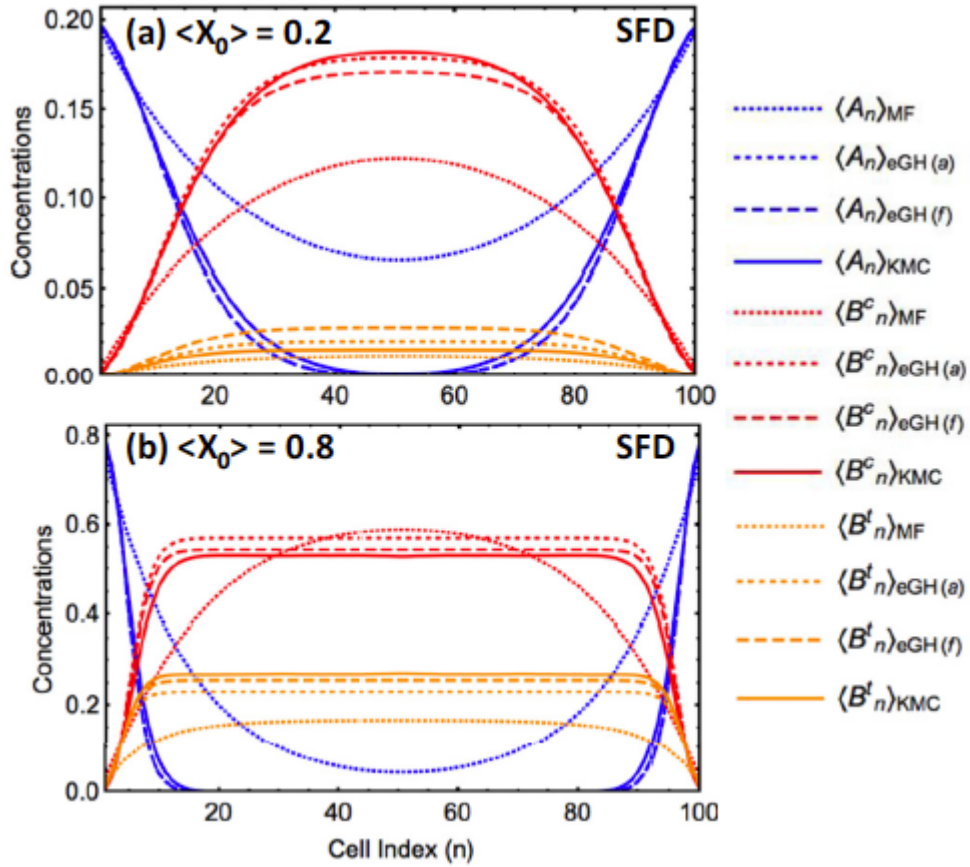 (a) <X₀> = 0.2 SFD
Concentrations
0.20
0.15
0.10
0.05
0.00
20 40 60 80 100
(b) <X₀> = 0.8 SFD
Concentrations
0.8
0.6
0.4
0.2
0.0
0 20 40 60 80 100
Cell Index (n)
⟨Aₙ⟩MF
⟨Aₙ⟩eGH(a)
⟨Aₙ⟩eGH(f)
⟨Aₙ⟩KMC
⟨Bᶜₙ⟩MF
⟨Bᶜₙ⟩eGH(a)
⟨Bᶜₙ⟩eGH(f)
⟨Bᶜₙ⟩KMC
⟨Bᵗₙ⟩MF
⟨Bᵗₙ⟩eGH(a)
⟨Bᵗₙ⟩eGH(f)
⟨Bᵗₙ⟩KMC